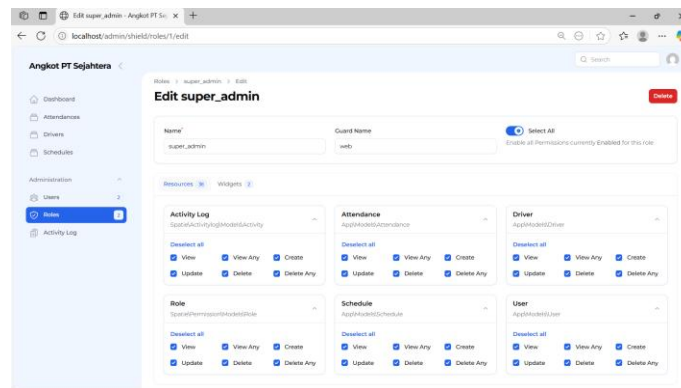 Edit super_admin - Angkot PT Se
localhost/admin/shield/roles/1/edit
Angkot PT Sejahtera
Search
Dashboard
Attendances
Drivers
Schedules
Administration
Users 2
Roles 2
Activity Log
Roles > super_admin > Edit
Edit super_admin
Delete
Name*
super_admin
Guard Name
web
Select All
Enable all Permissions currently Enabled for this role
Resources Widgets 2
Activity Log
Spatie\Activitylog\Models\Activity
Deselect all
View View Any Create
Update Delete Delete Any
Attendance
App\Models\Attendance
Deselect all
View View Any Create
Update Delete Delete Any
Driver
App\Models\Driver
Deselect all
View View Any Create
Update Delete Delete Any
Role
Spatie\Permission\Models\Role
Deselect all
View View Any Create
Update Delete Delete Any
Schedule
App\Models\Schedule
Deselect all
View View Any Create
Update Delete Delete Any
User
App\Models\User
Deselect all
View View Any Create
Update Delete Delete Any